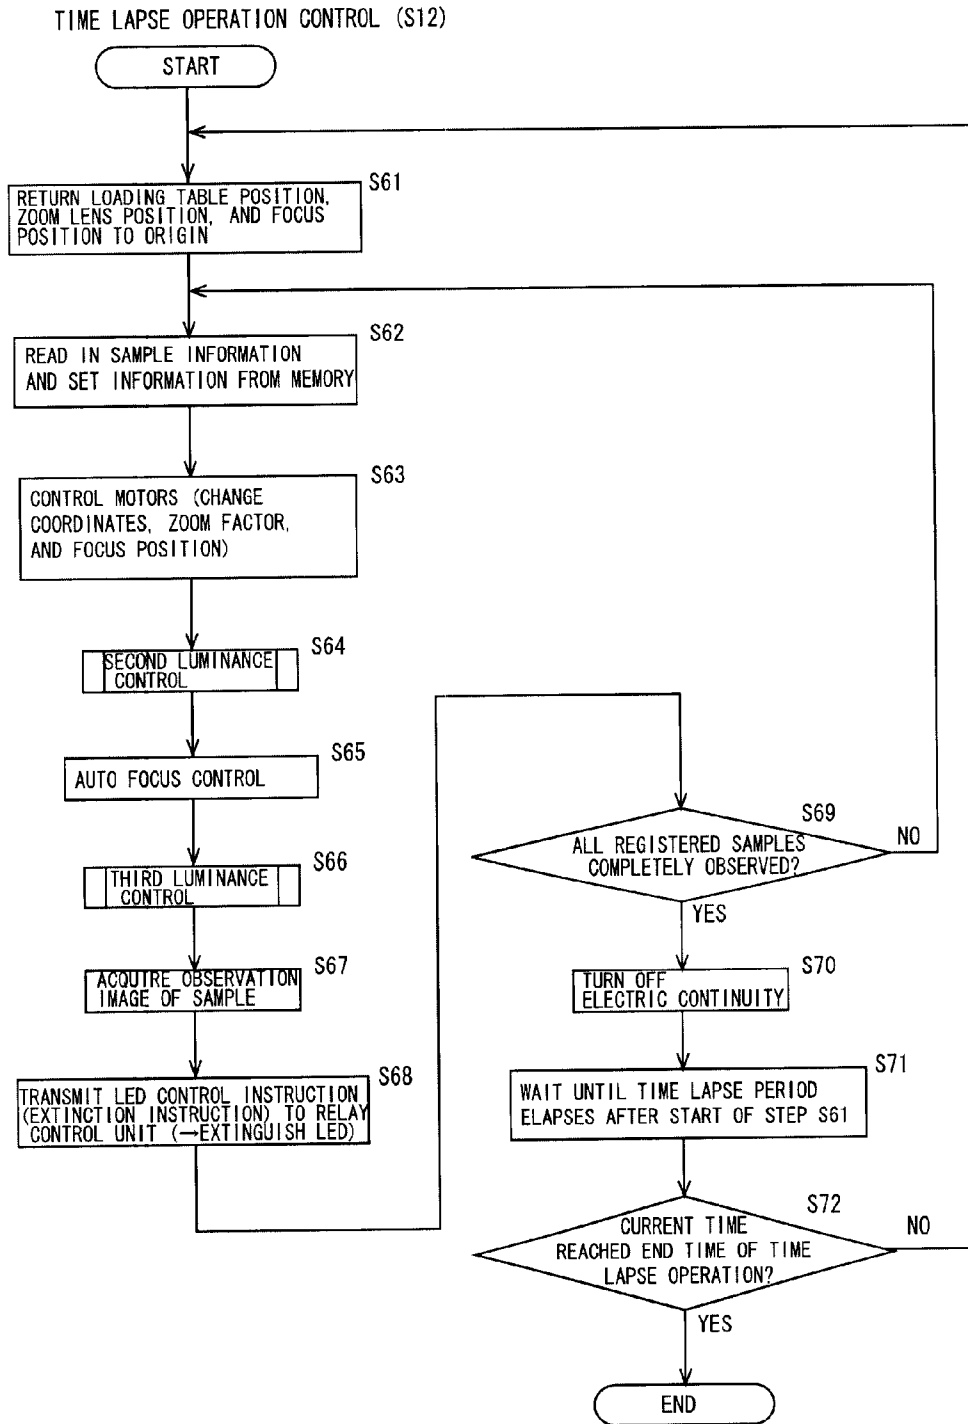 TIME LAPSE OPERATION CONTROL (S12)
START
S61
RETURN LOADING TABLE POSITION,
ZOOM LENS POSITION, AND FOCUS
POSITION TO ORIGIN
S62
READ IN SAMPLE INFORMATION
AND SET INFORMATION FROM MEMORY
S63
CONTROL MOTORS (CHANGE
COORDINATES, ZOOM FACTOR,
AND FOCUS POSITION)
S64
SECOND LUMINANCE
CONTROL
S65
AUTO FOCUS CONTROL
S66
THIRD LUMINANCE
CONTROL
S67
ACQUIRE OBSERVATION
IMAGE OF SAMPLE
S68
TRANSMIT LED CONTROL INSTRUCTION
(EXTINCTION INSTRUCTION) TO RELAY
CONTROL UNIT (→EXTINGUISH LED)
S69
ALL REGISTERED SAMPLES
COMPLETELY OBSERVED?
NO
YES
S70
TURN OFF
ELECTRIC CONTINUITY
S71
WAIT UNTIL TIME LAPSE PERIOD
ELAPSES AFTER START OF STEP S61
S72
CURRENT TIME
REACHED END TIME OF TIME
LAPSE OPERATION?
NO
YES
END